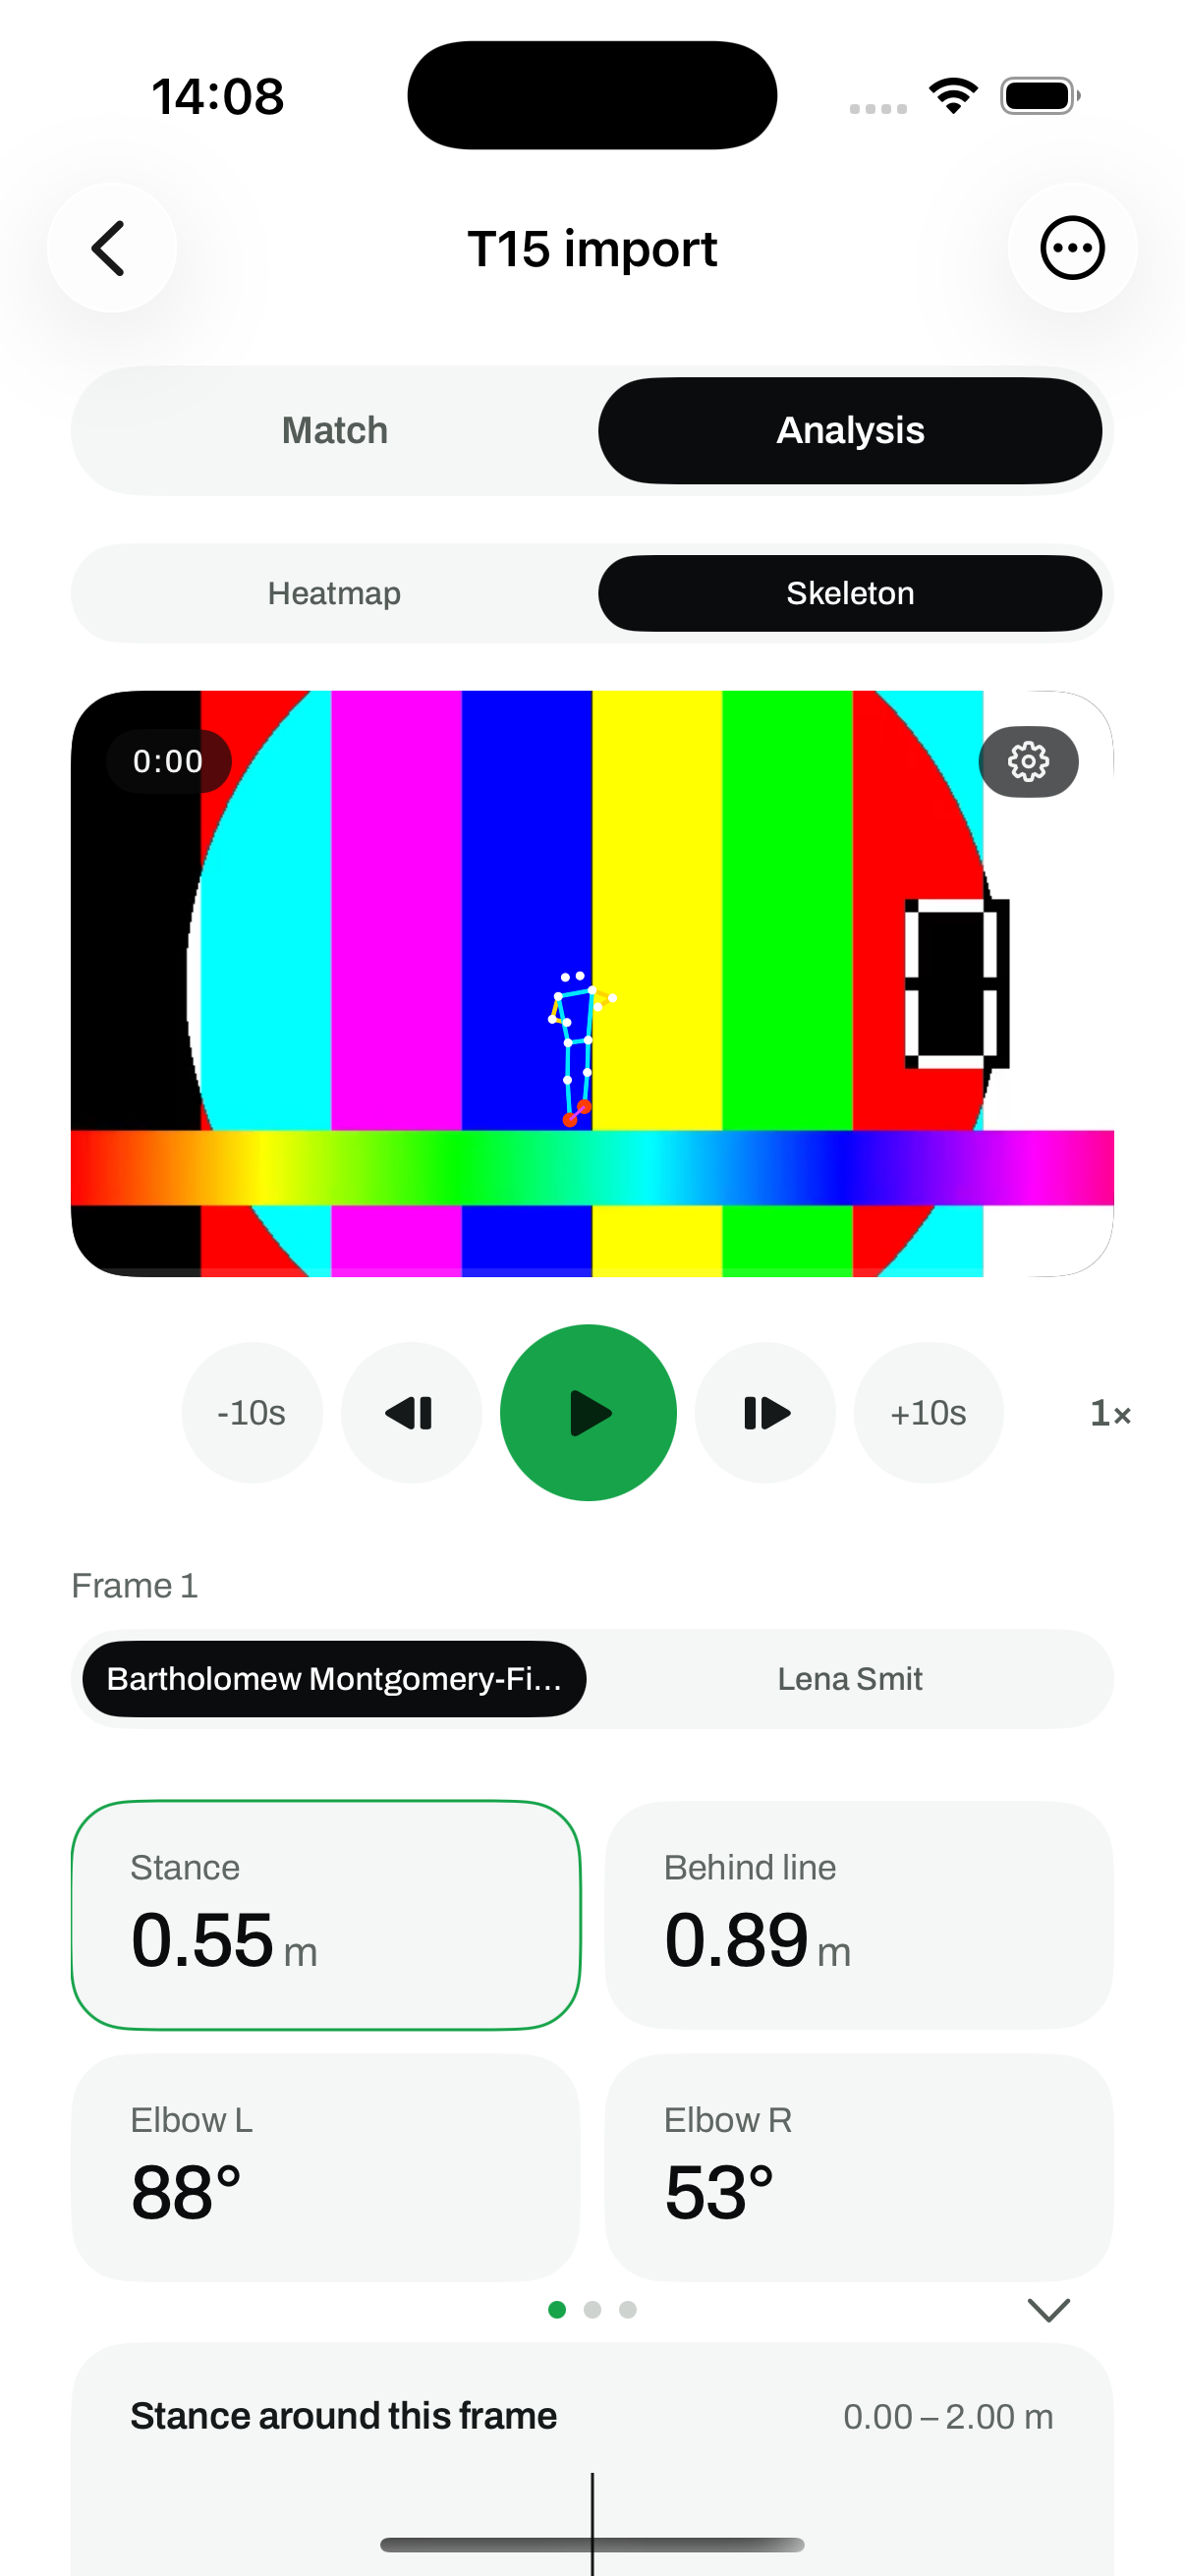 14:08
T15 import
Match
Analysis
Heatmap
Skeleton
0:00
-10s
+10s
1×
Frame 1
Bartholomew Montgomery-Fi...
Lena Smit
Stance
0.55 m
Behind line
0.89 m
Elbow L
88°
Elbow R
53°
Stance around this frame
0.00 – 2.00 m